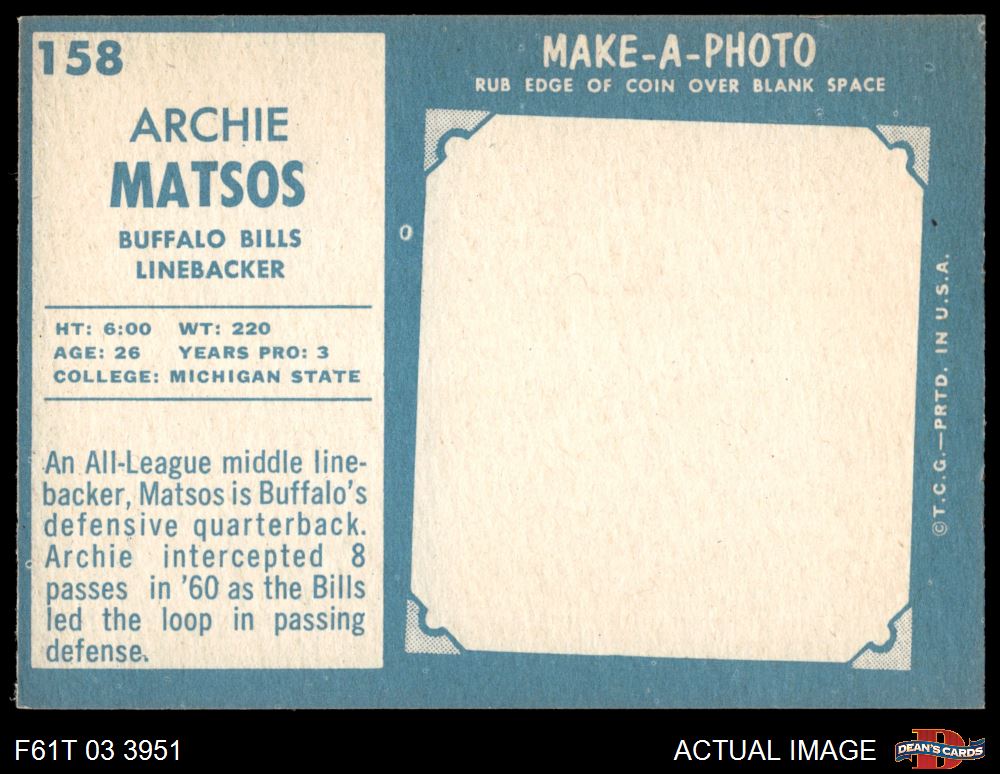 158
ARCHIE
MATSOS
BUFFALO BILLS
LINEBACKER
HT: 6:00 WT: 220
AGE: 26 YEARS PRO: 3
COLLEGE: MICHIGAN STATE
An All-League middle line-
backer, Matsos is Buffalo's
defensive quarterback.
Archie intercepted 8
passes in '60 as the Bills
led the loop in passing
defense.
MAKE-A-PHOTO
RUB EDGE OF COIN OVER BLANK SPACE
©T.C.G.—PRTD. IN U.S.A.
F61T 03 3951
ACTUAL IMAGE
D
DEAN'S CARDS